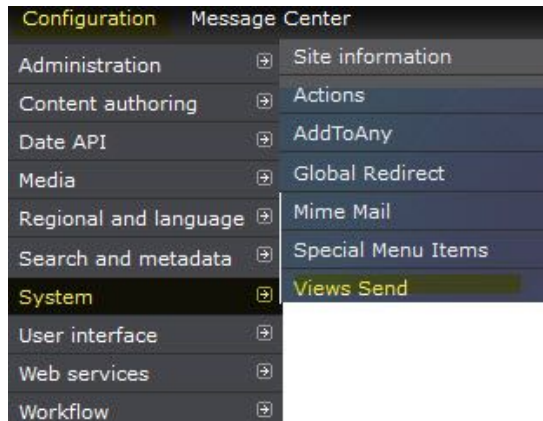 Configuration Message Center
Administration
Content authoring
Date API
Media
Regional and language
Search and metadata
System
User interface
Web services
Workflow
Site information
Actions
AddToAny
Global Redirect
Mime Mail
Special Menu Items
Views Send